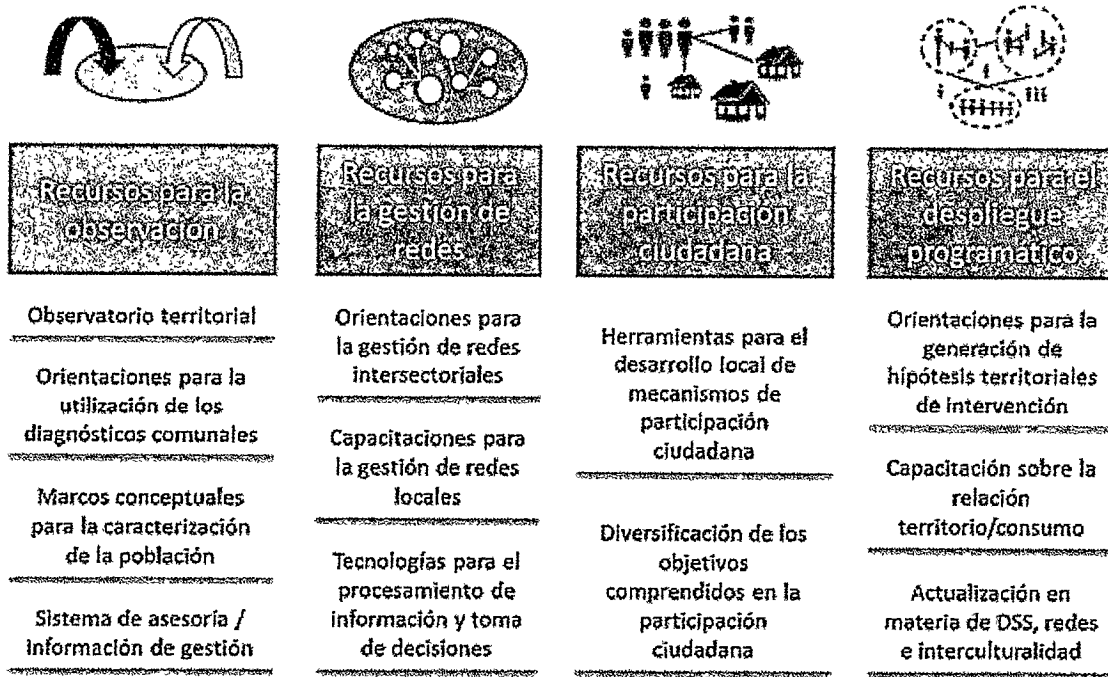 Recursos para la
observación
Observatorio territorial
Orientaciones para la
utilización de los
diagnósticos comunales
Marcos conceptuales
para la caracterización
de la población
Sistema de asesoría /
Información de gestión
Recursos para
la gestión de
redes
Orientaciones para
la gestión de redes
intersectoriales
Capacitaciones para
la gestión de redes
locales
Tecnologías para el
procesamiento de
información y toma
de decisiones
Recursos para la
participación
ciudadana
Herramientas para el
desarrollo local de
mecanismos de
participación
ciudadana
Diversificación de los
objetivos
comprendidos en la
participación
ciudadana
Recursos para el
despliegue
programático
Orientaciones para la
generación de
hipótesis territoriales
de intervención
Capacitación sobre la
relación
territorio/consumo
Actualización en
materia de DSS, redes
e interculturalidad